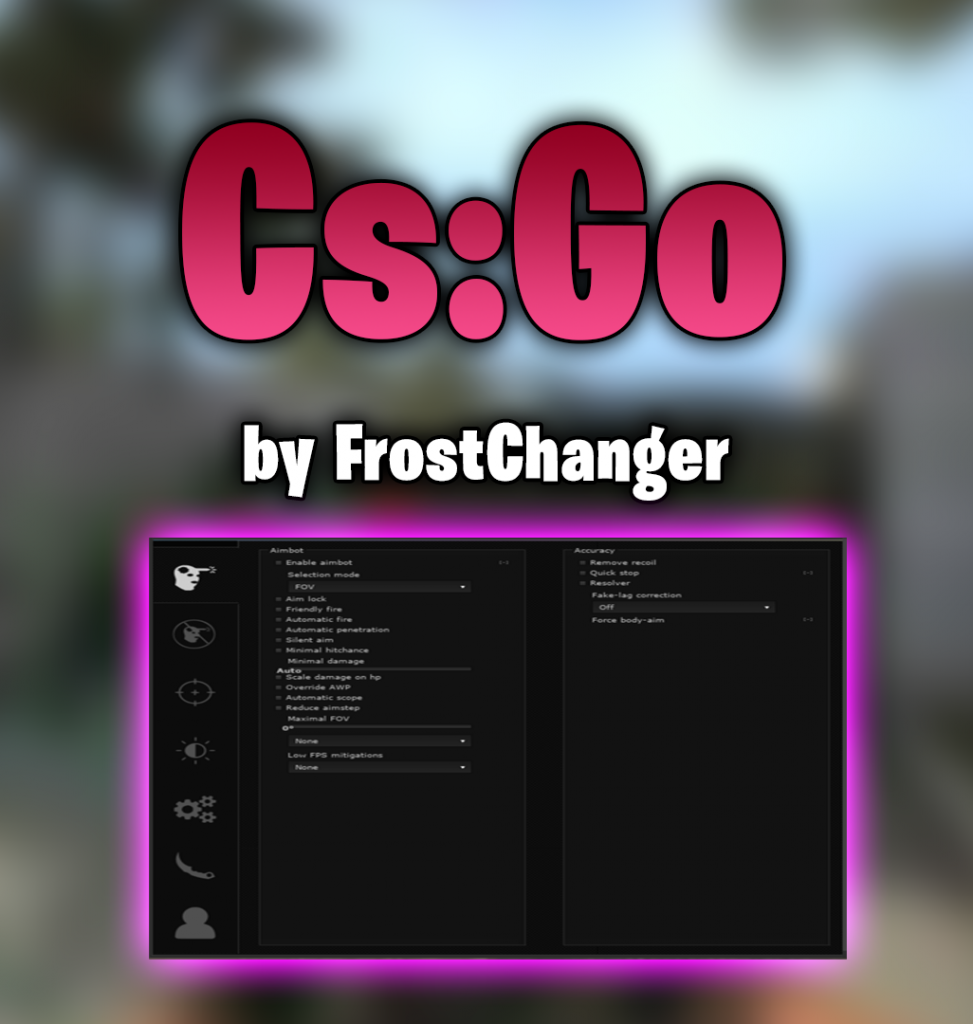 Cs:Go
by FrostChanger
Aimbot
Enable aimbot
Selection mode
FOV
Aim lock
Friendly fire
Automatic fire
Automatic penetration
Silent aim
Minimal hitchance
Minimal damage
Auto
Scale damage on hp
Override AWP
Automatic scope
Reduce aimstep
Maximal FOV
0°
None
Low FPS mitigations
None
Accuracy
Remove recoil
Quick stop
Resolver
Fake-lag correction
Off
Force body-aim